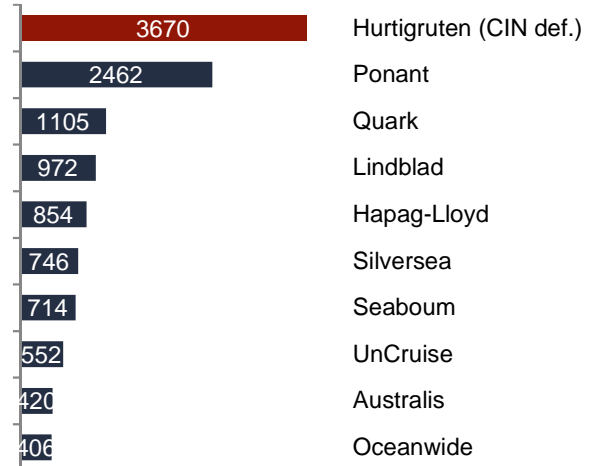 3670 Hurtigruten (CIN def.)
2462 Ponant
1105 Quark
972 Lindblad
854 Hapag-Lloyd
746 Silversea
714 Seaboum
552 UnCruise
420 Australis
406 Oceanwide